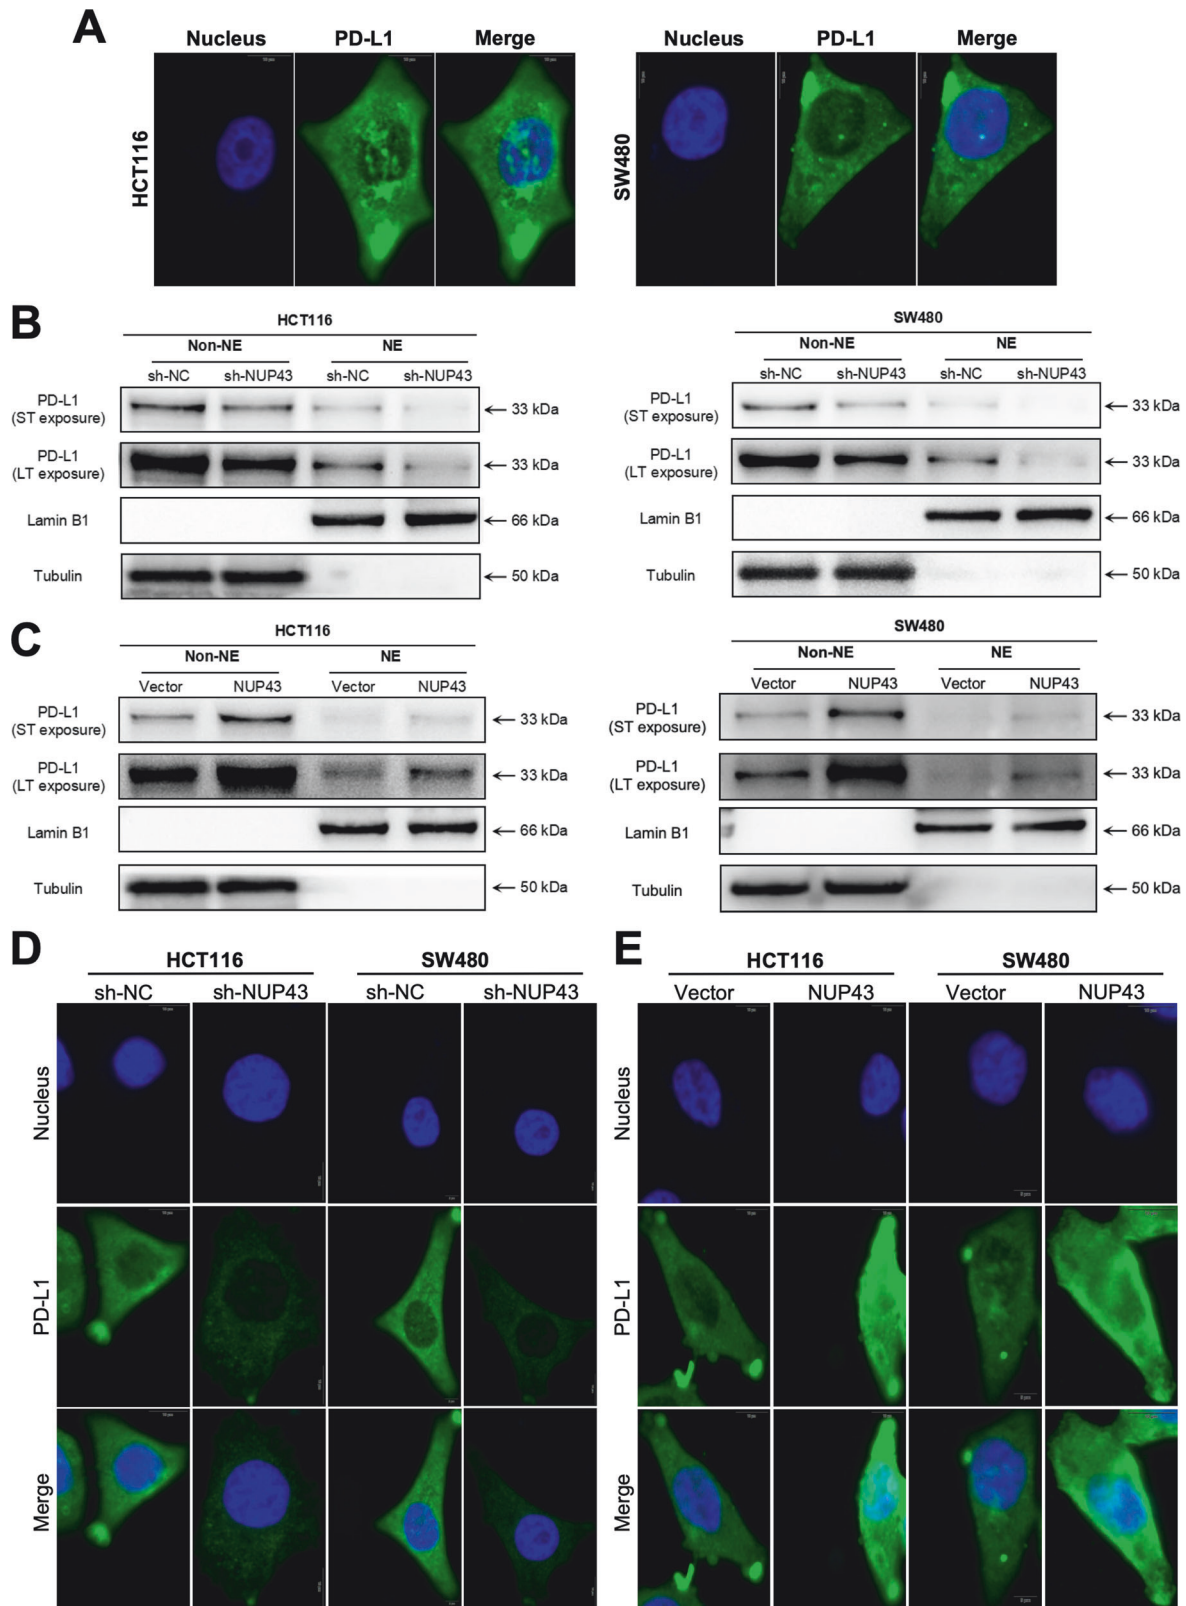 A
Nucleus PD-L1 Merge
HCT116
Nucleus PD-L1 Merge
SW480
B
HCT116
Non-NE NE
sh-NC sh-NUP43 sh-NC sh-NUP43
PD-L1
(ST exposure)
← 33 kDa
PD-L1
(LT exposure)
← 33 kDa
Lamin B1 ← 66 kDa
Tubulin ← 50 kDa
SW480
Non-NE NE
sh-NC sh-NUP43 sh-NC sh-NUP43
PD-L1
(ST exposure)
← 33 kDa
PD-L1
(LT exposure)
← 33 kDa
Lamin B1 ← 66 kDa
Tubulin ← 50 kDa
C
HCT116
Non-NE NE
Vector NUP43 Vector NUP43
PD-L1
(ST exposure)
← 33 kDa
PD-L1
(LT exposure)
← 33 kDa
Lamin B1 ← 66 kDa
Tubulin ← 50 kDa
SW480
Non-NE NE
Vector NUP43 Vector NUP43
PD-L1
(ST exposure)
← 33 kDa
PD-L1
(LT exposure)
← 33 kDa
Lamin B1 ← 66 kDa
Tubulin ← 50 kDa
D
HCT116 SW480
sh-NC sh-NUP43 sh-NC sh-NUP43
Nucleus
PD-L1
Merge
E
HCT116 SW480
Vector NUP43 Vector NUP43
Nucleus
PD-L1
Merge